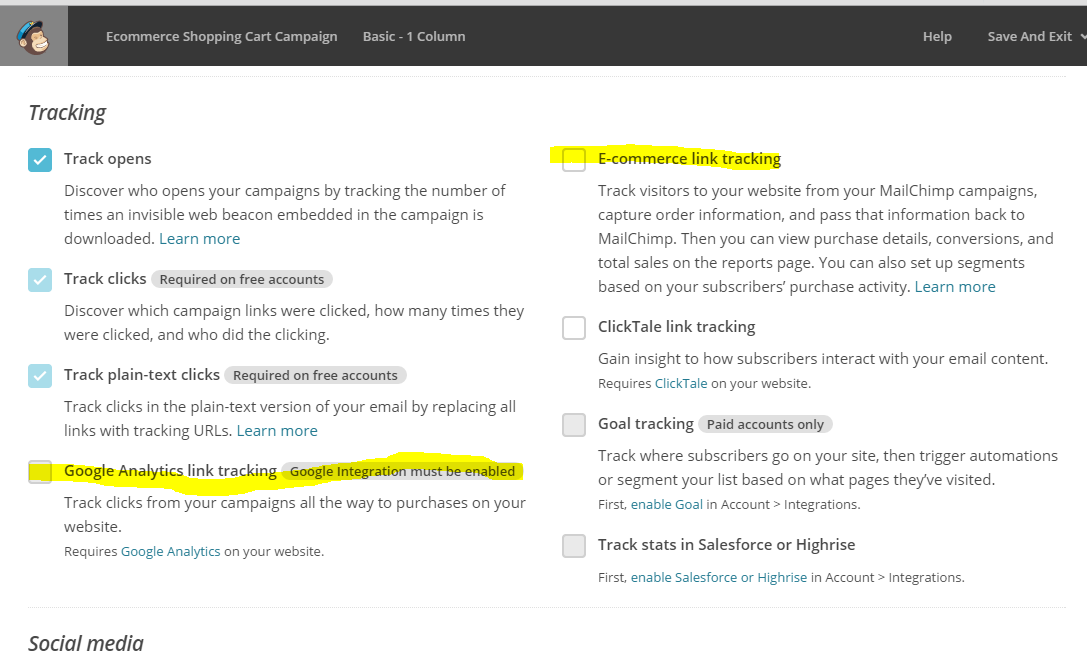 Ecommerce Shopping Cart Campaign Basic - 1 Column Help Save And Exit
Tracking
Track opens
Discover who opens your campaigns by tracking the number of
times an invisible web beacon embedded in the campaign is
downloaded. Learn more
Track clicks Required on free accounts
Discover which campaign links were clicked, how many times they
were clicked, and who did the clicking.
Track plain-text clicks Required on free accounts
Track clicks in the plain-text version of your email by replacing all
links with tracking URLs. Learn more
Google Analytics link tracking Google Integration must be enabled
Track clicks from your campaigns all the way to purchases on your
website.
Requires Google Analytics on your website.
E-commerce link tracking
Track visitors to your website from your MailChimp campaigns,
capture order information, and pass that information back to
MailChimp. Then you can view purchase details, conversions, and
total sales on the reports page. You can also set up segments
based on your subscribers’ purchase activity. Learn more
ClickTale link tracking
Gain insight to how subscribers interact with your email content.
Requires ClickTale on your website.
Goal tracking Paid accounts only
Track where subscribers go on your site, then trigger automations
or segment your list based on what pages they’ve visited.
First, enable Goal in Account > Integrations.
Track stats in Salesforce or Highrise
First, enable Salesforce or Highrise in Account > Integrations.
Social media